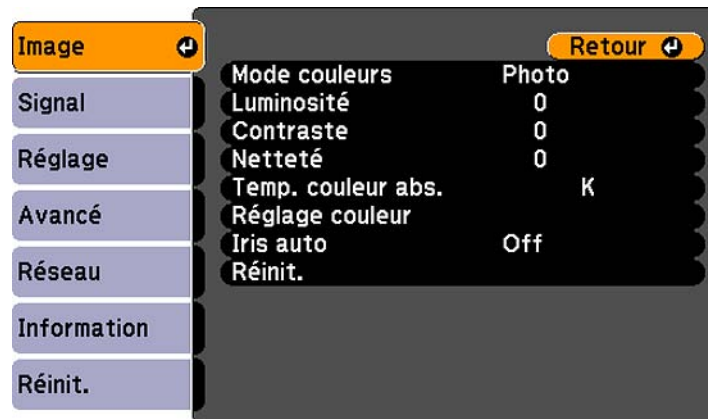 Image
Signal
Réglage
Avancé
Réseau
Information
Réinit.
Retour
Mode couleurs Photo
Luminosité 0
Contraste 0
Netteté 0
Temp. couleur abs. K
Réglage couleur
Iris auto Off
Réinit.